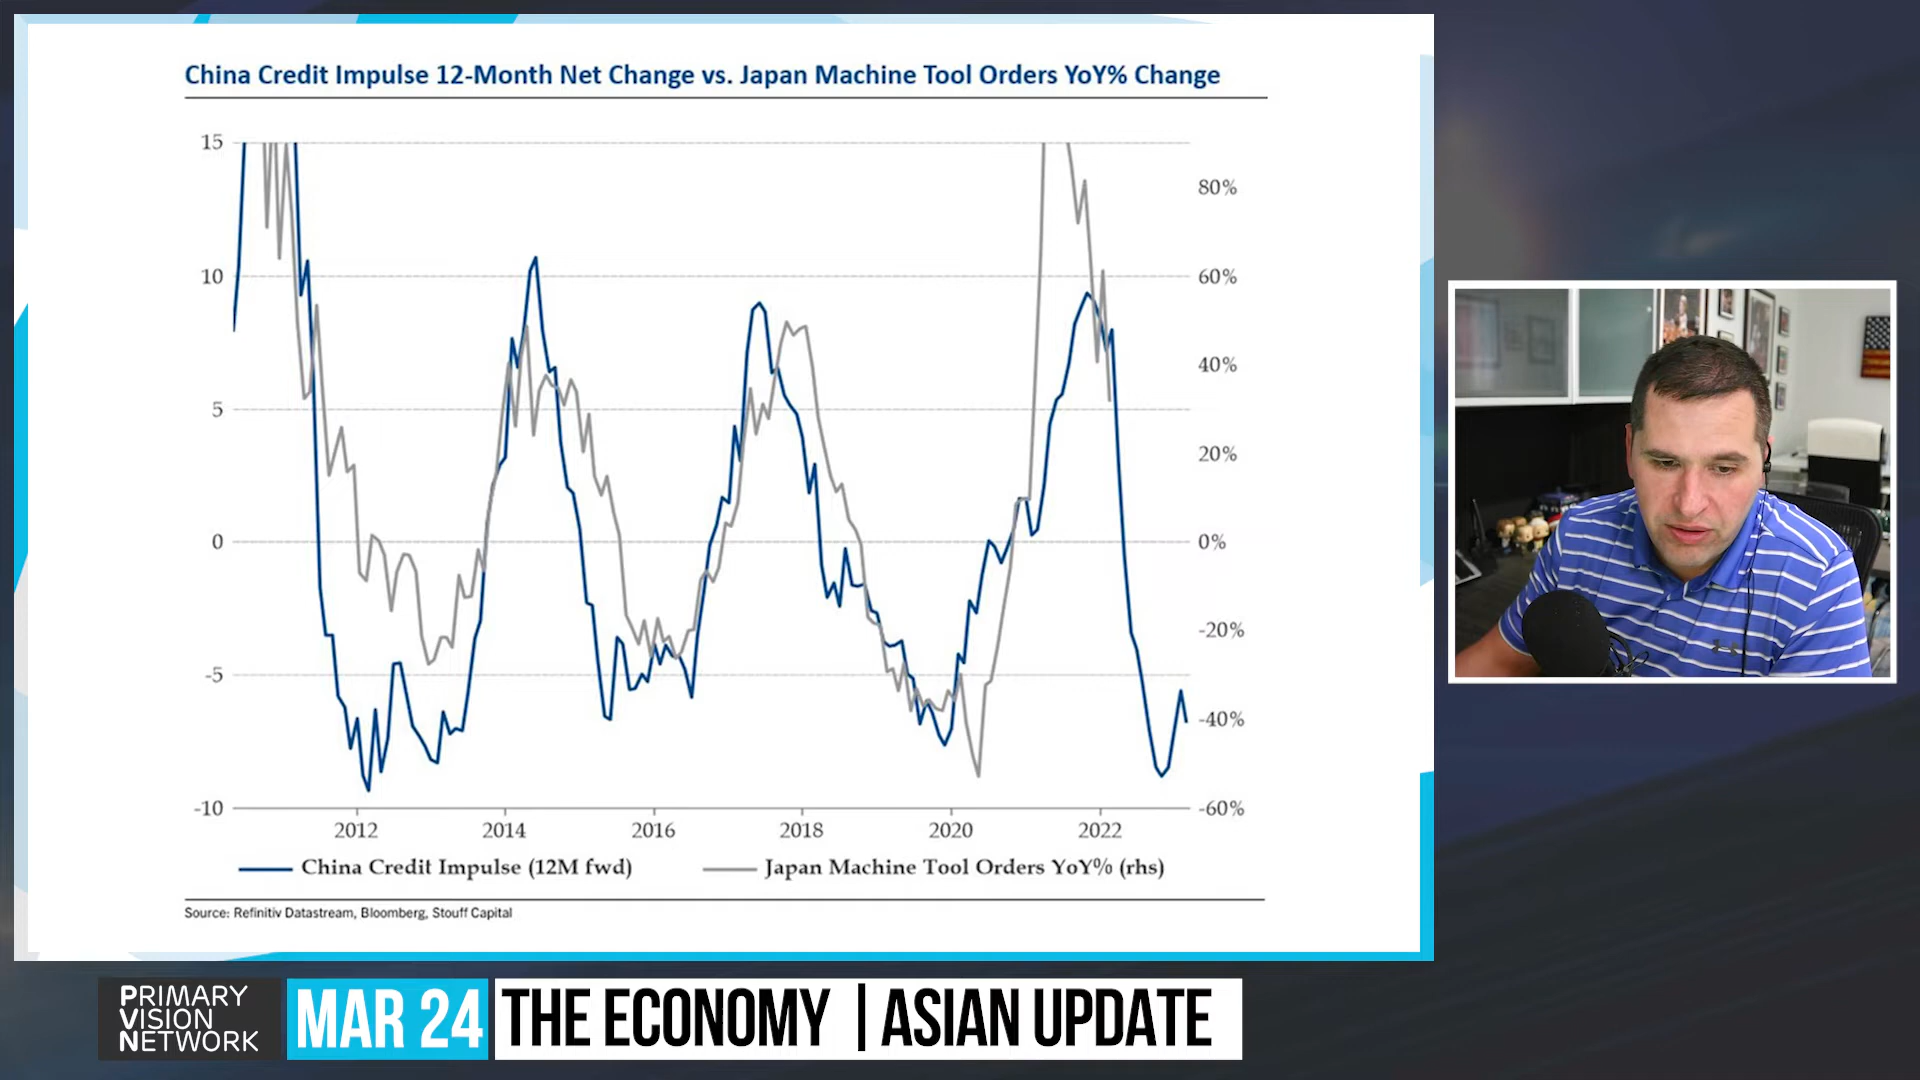 China Credit Impulse 12-Month Net Change vs. Japan Machine Tool Orders YoY% Change
15
10
5
0
-5
-10
80%
60%
40%
20%
0%
-20%
-40%
-60%
2012
2014
2016
2018
2020
2022
China Credit Impulse (12M fwd)
Japan Machine Tool Orders YoY% (rhs)
Source: Refinitiv Datastream, Bloomberg, Stouff Capital
PRIMARY
VISION
NETWORK
MAR 24
THE ECONOMY | ASIAN UPDATE